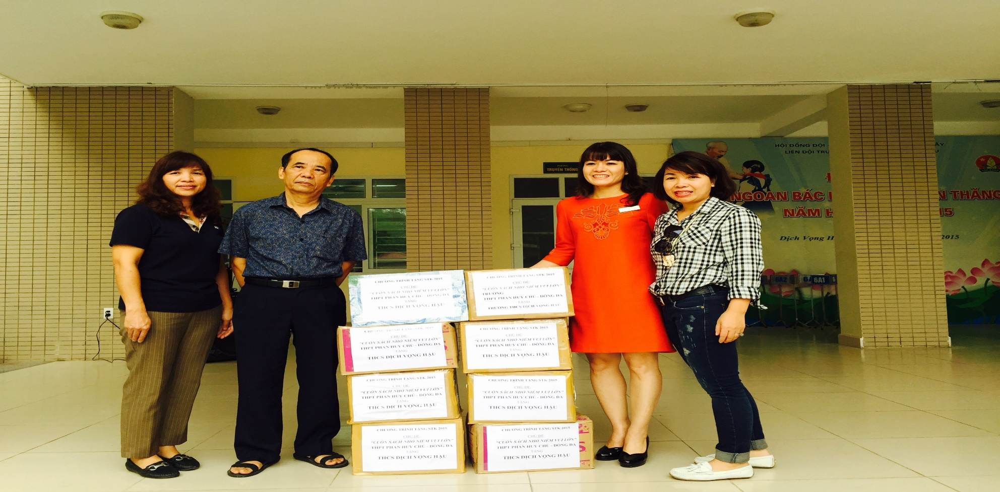 HỘI ĐỒNG ĐỘI
LIÊN ĐỘI TRƯ
NGOAN BÁC
N THĂNG
NĂM H
15
Dịch Vọng H
2015
PHÒNG
TRUYỀN THỐNG
6A2
6A1
CHƯƠNG TRÌNH TẶNG STK 2015
CHỦ ĐỀ:
"CUỐN SÁCH NHỎ NIỀM VUI LỚN"
THPT PHAN HUY CHÚ - ĐỐNG ĐA
TẶNG
THCS DỊCH VỌNG HẬU
CHƯƠNG TRÌNH TẶNG STK 2015
CHỦ ĐỀ:
"CUỐN SÁCH NHỎ NIỀM VUI LỚN"
TRƯỜNG
THPT PHAN HUY CHÚ - ĐỐNG ĐA
TẶNG
TRƯỜNG THCS DỊCH VỌNG HẬU
CHƯƠNG TRÌNH TẶNG STK 2015
CHỦ ĐỀ:
"CUỐN SÁCH NHỎ NIỀM VUI LỚN"
THPT PHAN HUY CHÚ - ĐỐNG ĐA
TẶNG
THCS DỊCH VỌNG HẬU
CHƯƠNG TRÌNH TẶNG STK 2015
CHỦ ĐỀ:
"CUỐN SÁCH NHỎ NIỀM VUI LỚN"
THPT PHAN HUY CHÚ - ĐỐNG ĐA
TẶNG
THCS DỊCH VỌNG HẬU
CHƯƠNG TRÌNH TẶNG STK 2015
CHỦ ĐỀ:
"CUỐN SÁCH NHỎ NIỀM VUI LỚN"
THPT PHAN HUY CHÚ - ĐỐNG ĐA
TẶNG
THCS DỊCH VỌNG HẬU
CHƯƠNG TRÌNH TẶNG STK 2015
CHỦ ĐỀ:
"CUỐN SÁCH NHỎ NIỀM VUI LỚN"
THPT PHAN HUY CHÚ - ĐỐNG ĐA
TẶNG
THCS DỊCH VỌNG HẬU
CHƯƠNG TRÌNH TẶNG STK 2015
CHỦ ĐỀ:
"CUỐN SÁCH NHỎ NIỀM VUI LỚN"
THPT PHAN HUY CHÚ - ĐỐNG ĐA
TẶNG
THCS DỊCH VỌNG HẬU
CHƯƠNG TRÌNH TẶNG STK 2015
CHỦ ĐỀ:
"CUỐN SÁCH NHỎ NIỀM VUI LỚN"
THPT PHAN HUY CHÚ - ĐỐNG ĐA
TẶNG
THCS DỊCH VỌNG HẬU